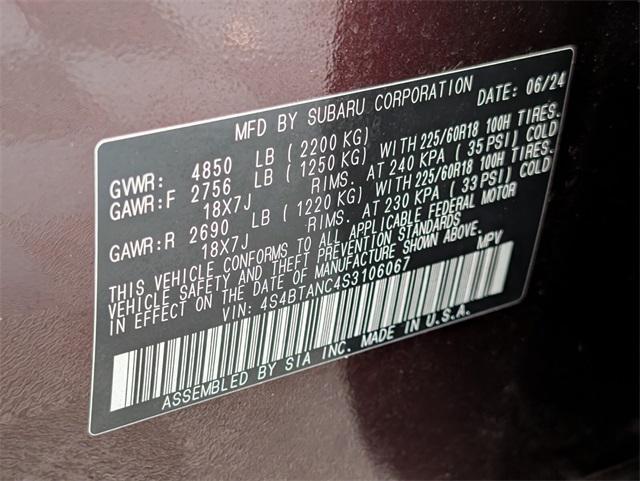 MFD BY SUBARU CORPORATION DATE: 06/24
GVWR: 4850 LB ( 2200 KG)
GAWR:F 2756 LB ( 1250 KG) WITH 225/60R18 100H TIRES.
18X7J RIMS. AT 240 KPA ( 35 PSI) COLD
GAWR:R 2690 LB ( 1220 KG) WITH 225/60R18 100H TIRES.
18X7J RIMS. AT 230 KPA ( 33 PSI) COLD
THIS VEHICLE CONFORMS TO ALL APPLICABLE FEDERAL MOTOR
VEHICLE SAFETY AND THEFT PREVENTION STANDARDS
IN EFFECT ON THE DATE OF MANUFACTURE SHOWN ABOVE.
VIN: 4S4BTANC4S3106067 MPV
ASSEMBLED BY SIA INC. MADE IN U.S.A.